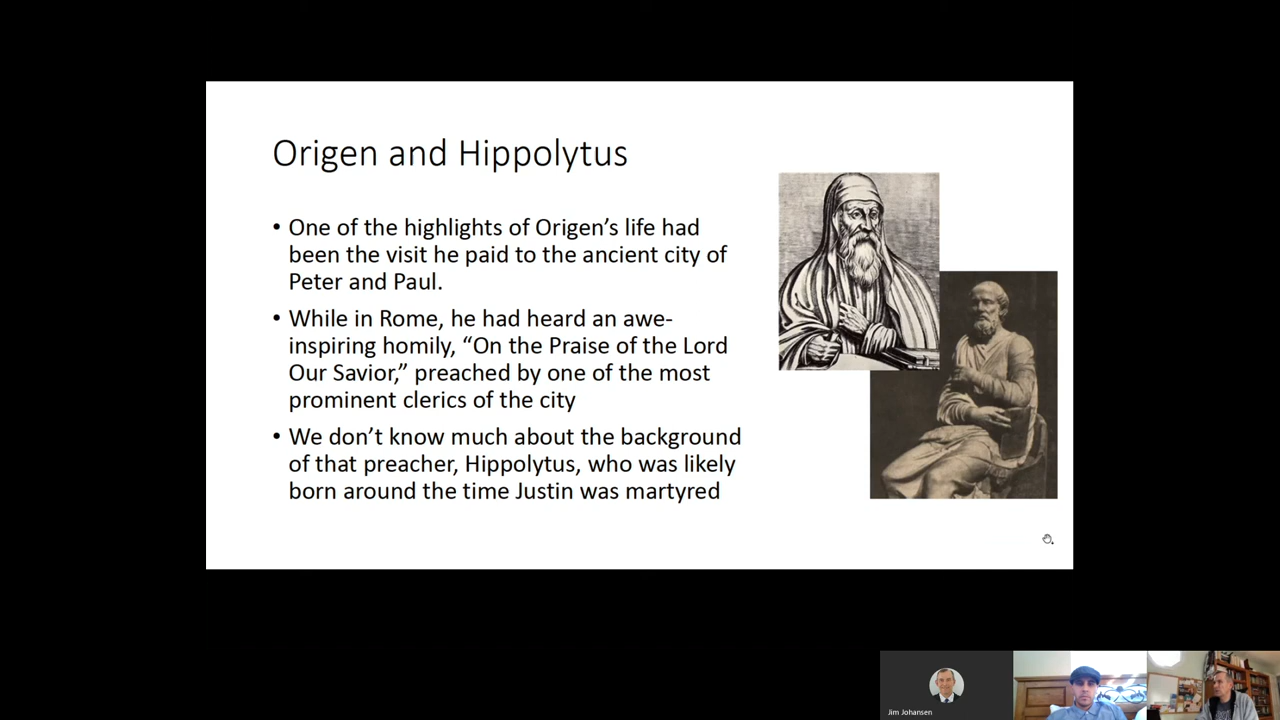 Origen and Hippolytus
• One of the highlights of Origen’s life had
been the visit he paid to the ancient city of
Peter and Paul.
• While in Rome, he had heard an awe-
inspiring homily, “On the Praise of the Lord
Our Savior,” preached by one of the most
prominent clerics of the city
• We don’t know much about the background
of that preacher, Hippolytus, who was likely
born around the time Justin was martyred
Jim Johansen